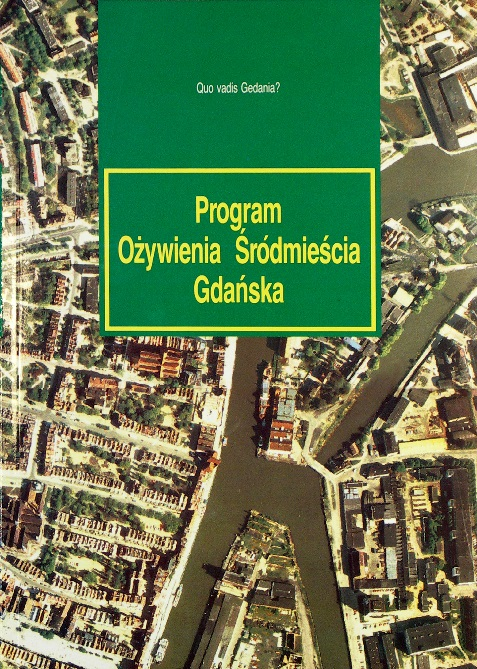 Quo vadis Gedania?
Program
Ożywienia Śródmieścia
Gdańska